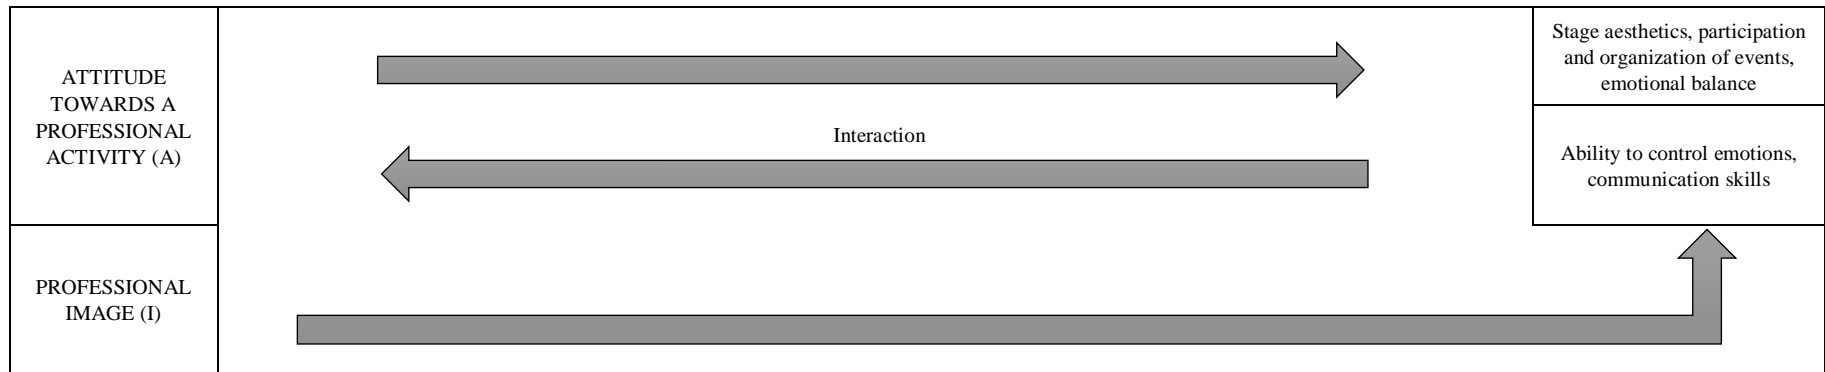 ATTITUDE
TOWARDS A
PROFESSIONAL
ACTIVITY (A)
Interaction
Stage aesthetics, participation
and organization of events,
emotional balance
Ability to control emotions,
communication skills
PROFESSIONAL
IMAGE (I)